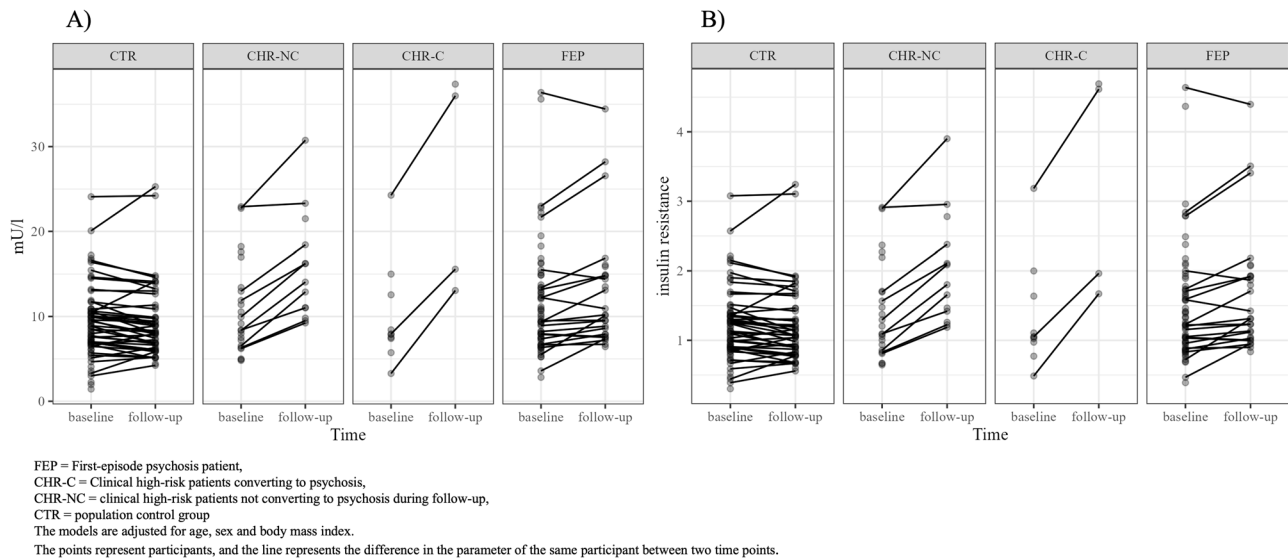 A)
CTR
CHR-NC
CHR-C
FEP
mU/l
30
20
10
0
baseline follow-up
baseline follow-up
baseline follow-up
baseline follow-up
Time
B)
CTR
CHR-NC
CHR-C
FEP
insulin resistance
4
3
2
1
baseline follow-up
baseline follow-up
baseline follow-up
baseline follow-up
Time
FEP = First-episode psychosis patient,
CHR-C = Clinical high-risk patients converting to psychosis,
CHR-NC = clinical high-risk patients not converting to psychosis during follow-up,
CTR = population control group
The models are adjusted for age, sex and body mass index.
The points represent participants, and the line represents the difference in the parameter of the same participant between two time points.